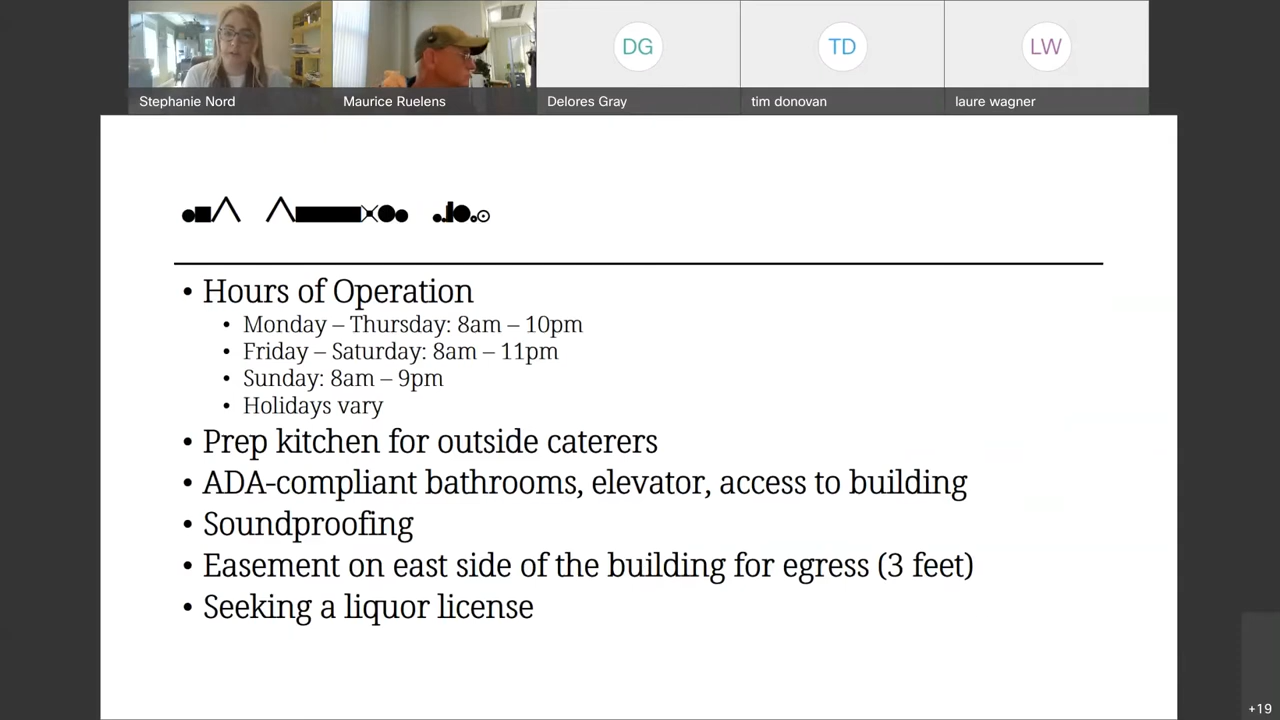 DG
TD
LW
Stephanie Nord
Maurice Ruelens
Delores Gray
tim donovan
laure wagner
• Hours of Operation
• Monday – Thursday: 8am – 10pm
• Friday – Saturday: 8am – 11pm
• Sunday: 8am – 9pm
• Holidays vary
• Prep kitchen for outside caterers
• ADA-compliant bathrooms, elevator, access to building
• Soundproofing
• Easement on east side of the building for egress (3 feet)
• Seeking a liquor license
+19